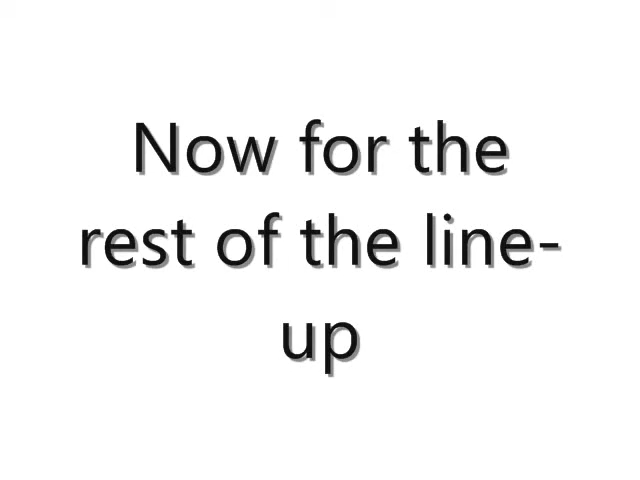 Now for the
rest of the line-
up